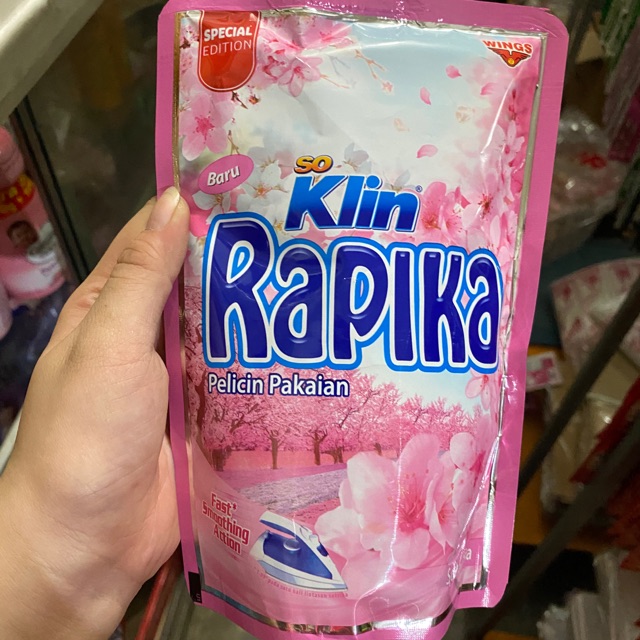 SPECIAL
EDITION
WINGS
Baru
so
Klin®
RAPIKA
Pelicin Pakaian
Fast*
Smoothing
Action